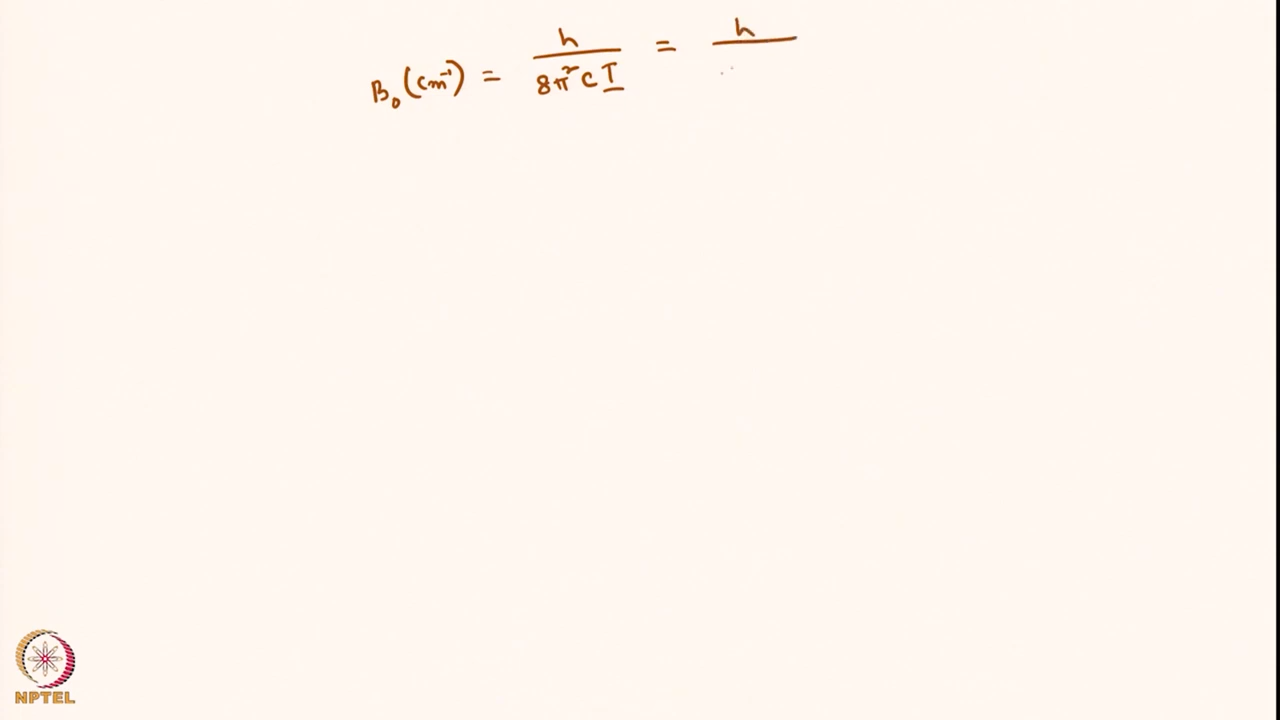 B₀ (cm⁻¹) = h / 8π²CI = h /
NPTEL